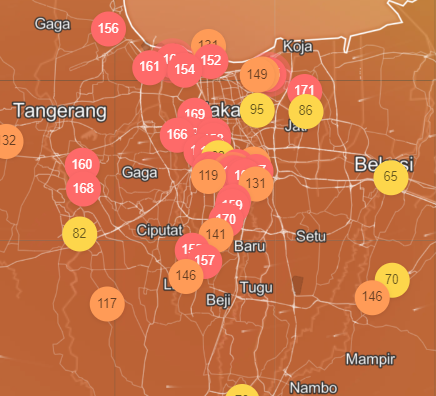 Gaga
156
Koja
161
154
152
149
171
Tangerang
169
95
86
166
32
160
Gaga
119
131
Bekasi
65
168
159
170
82
Ciputat
141
Baru
Setu
157
146
70
117
Beji
Tugu
146
Mampir
Nambo